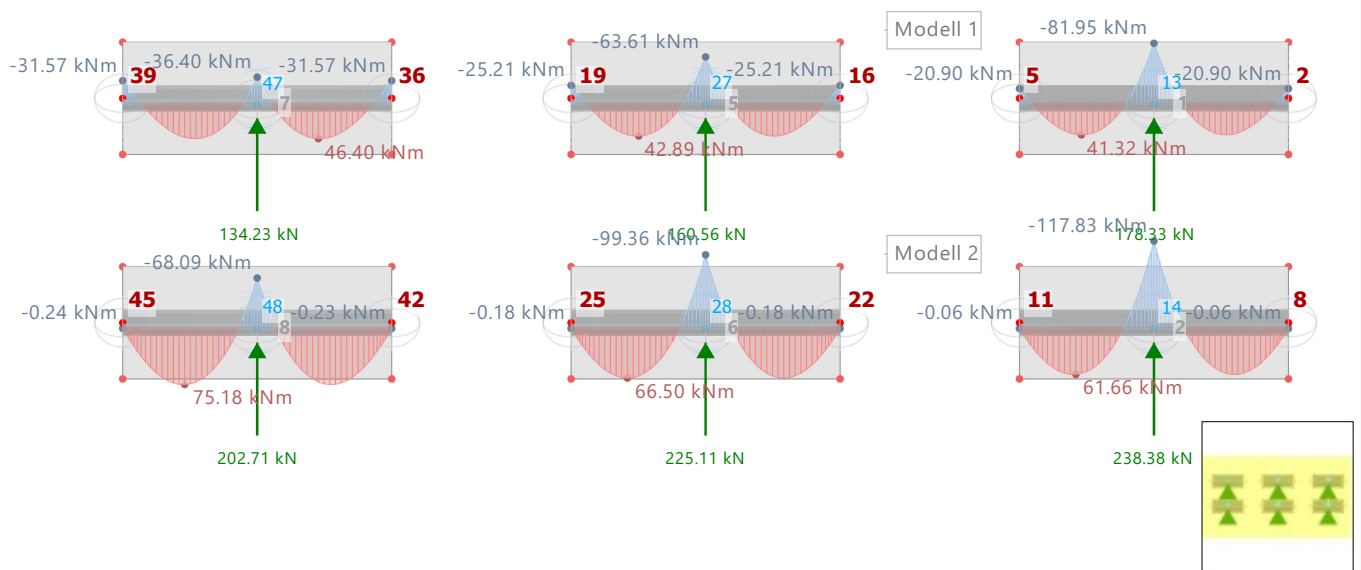 Modell 1
-31.57 kNm
39
-36.40 kNm
47
7
-31.57 kNm
36
46.40 kNm
134.23 kN
-63.61 kNm
-25.21 kNm
19
27
5
-25.21 kNm
16
42.89 kNm
160.56 kN
-81.95 kNm
-20.90 kNm
5
13
1
-20.90 kNm
2
41.32 kNm
178.33 kN
Modell 2
-68.09 kNm
-0.24 kNm
45
48
8
-0.23 kNm
42
75.18 kNm
202.71 kN
-99.36 kNm
-0.18 kNm
25
28
6
-0.18 kNm
22
66.50 kNm
225.11 kN
-117.83 kNm
-0.06 kNm
11
14
2
-0.06 kNm
8
61.66 kNm
238.38 kN